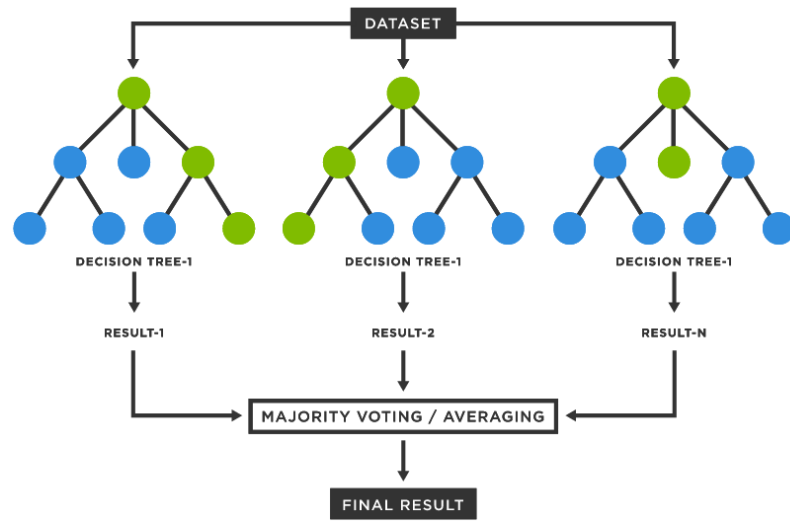 DATASET
DECISION TREE-1
DECISION TREE-1
DECISION TREE-1
RESULT-1
RESULT-2
RESULT-N
MAJORITY VOTING / AVERAGING
FINAL RESULT